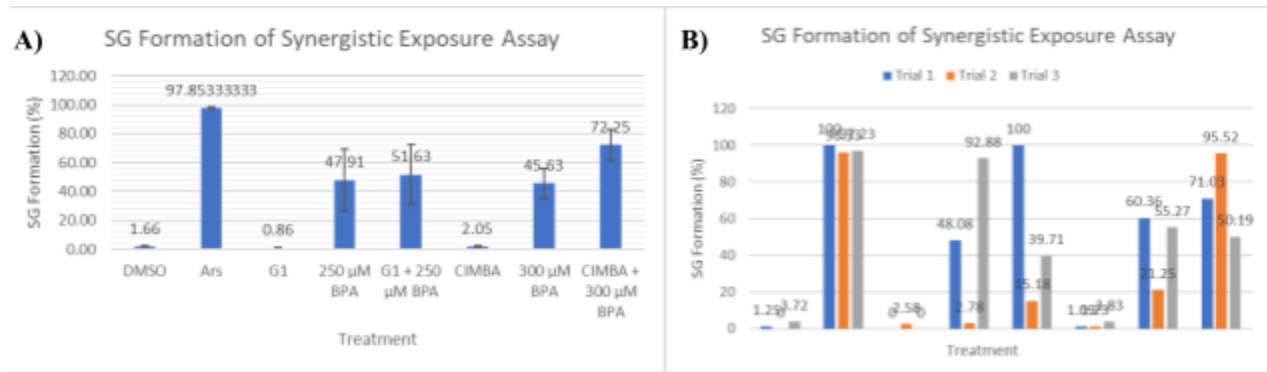 A)
SG Formation of Synergistic Exposure Assay
SG Formation (%)
120.00
100.00
80.00
60.00
40.00
20.00
0.00
1.66
97.85333333
0.86
47.91
51.63
2.05
45.63
72.25
DMSO
Ars
G1
250 µM BPA
G1 + 250 µM BPA
CIMBA
300 µM BPA
CIMBA + 300 µM BPA
Treatment
B)
SG Formation of Synergistic Exposure Assay
Trial 1 Trial 2 Trial 3
SG Formation (%)
120
100
80
60
40
20
0
1.25
0
3.72
100
0
2.58
0
48.08
2.78
92.88
100
15.18
39.71
60.36
21.25
55.27
71.03
95.52
50.19
Treatment